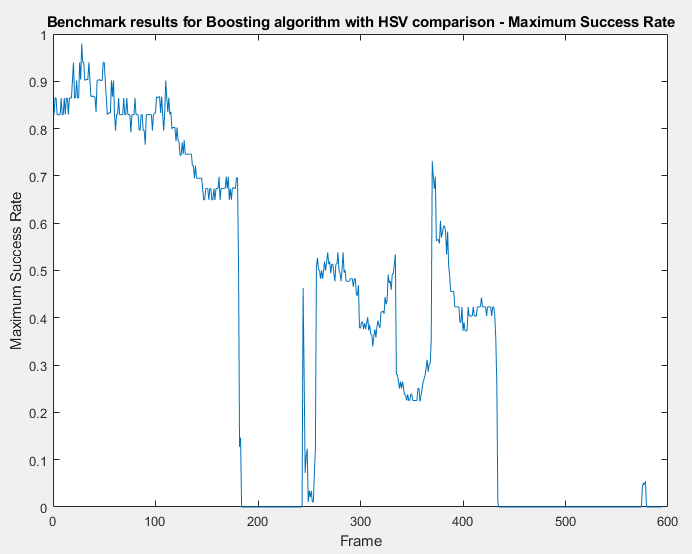 Benchmark results for Boosting algorithm with HSV comparison - Maximum Success Rate
1
0.9
0.8
0.7
0.6
0.5
0.4
0.3
0.2
0.1
0
Maximum Success Rate
0 100 200 300 400 500 600
Frame